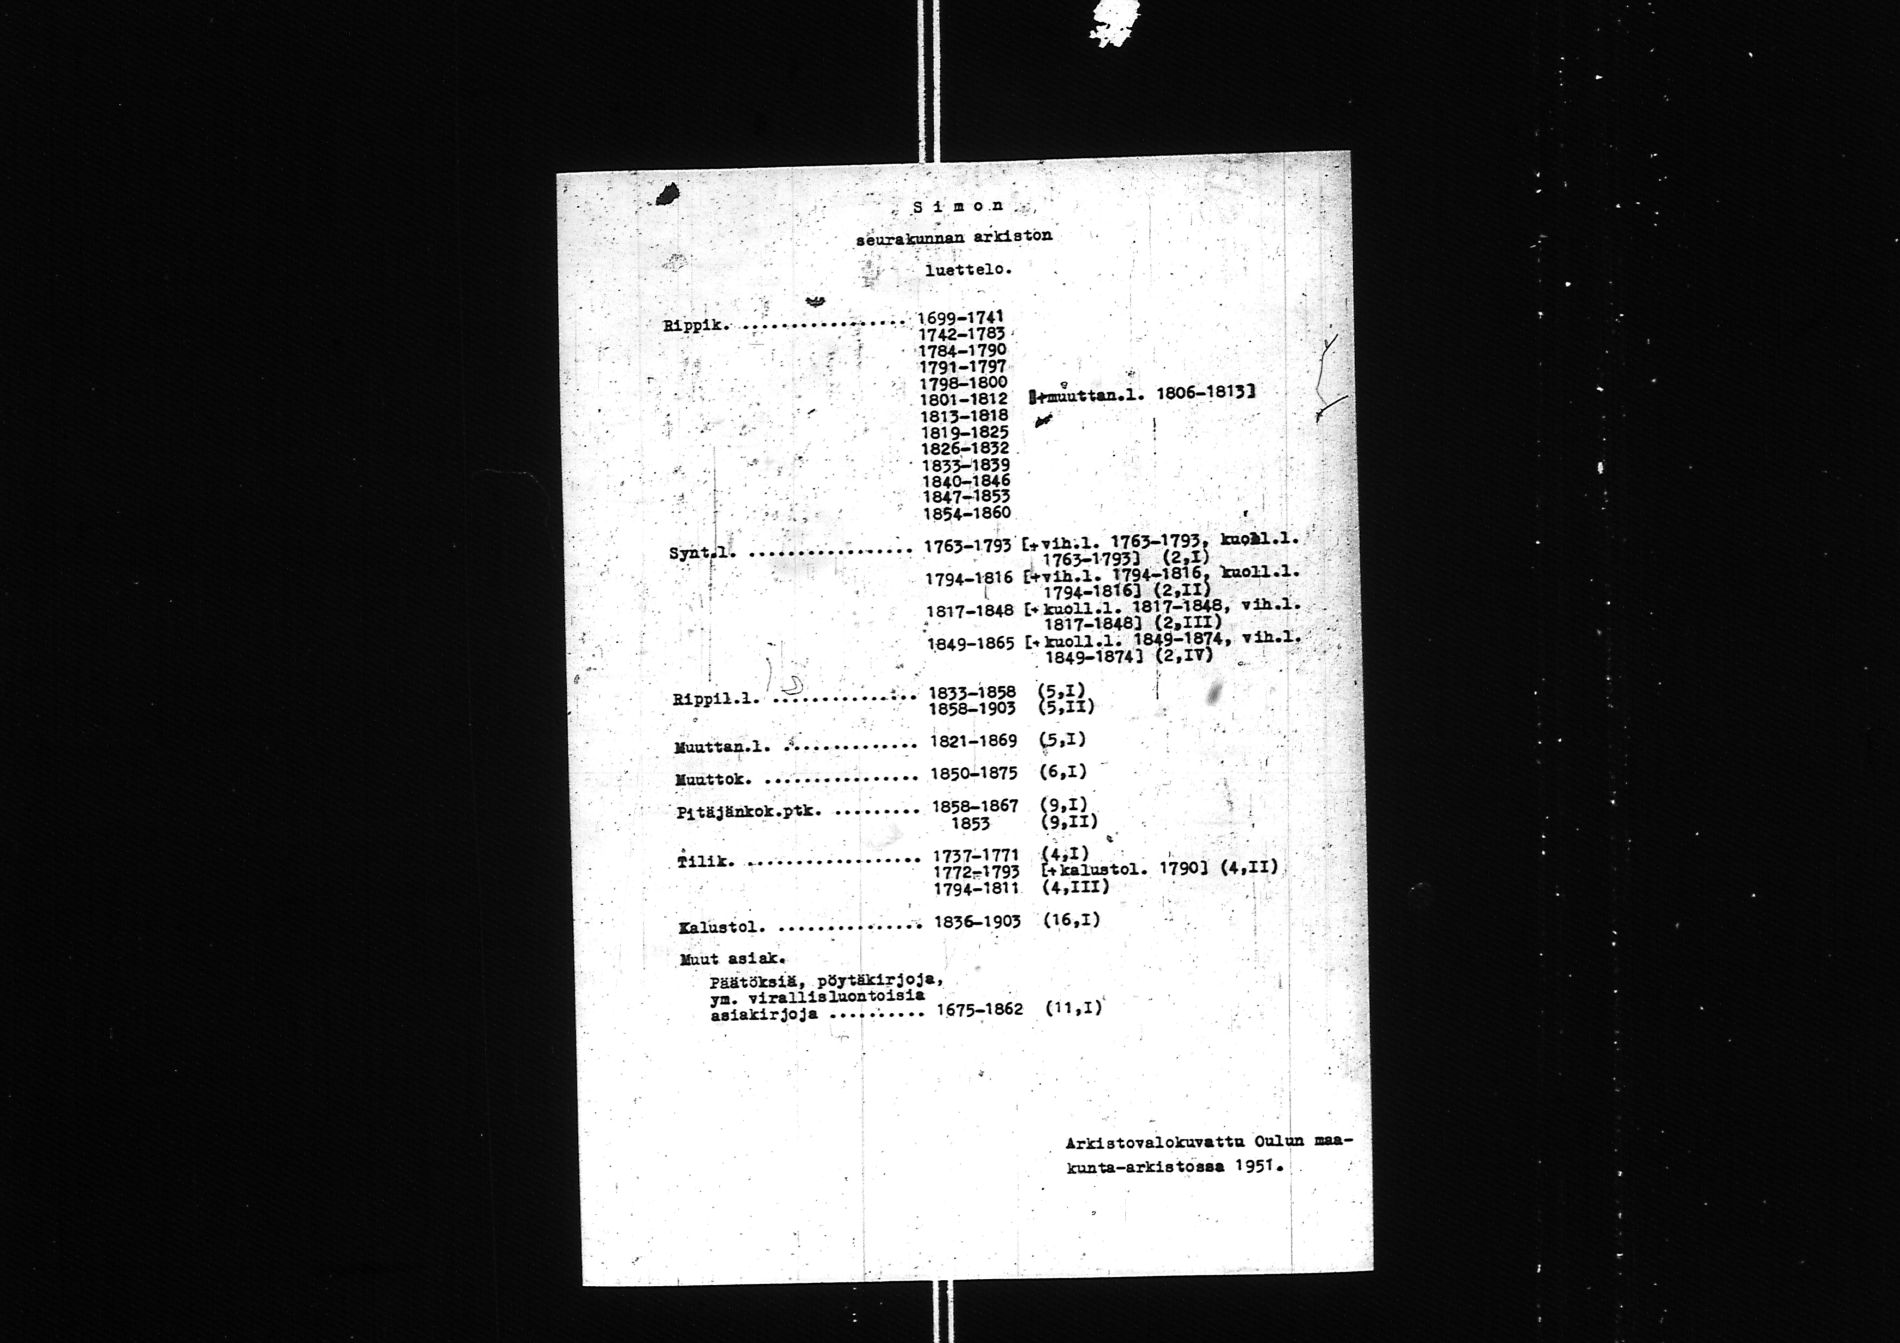 Simon
seurakunnan arkiston
luettelo.
Rippik. .................. 1699-1741
1742-1783
1784-1790
1791-1797
1798-1800
1801-1812 [+muuttan.l. 1806-1813]
1813-1818
1819-1825
1826-1832
1833-1839
1840-1846
1847-1853
1854-1860
Synt.l. ................. 1763-1793 [+vih.l. 1763-1793, kuoll.l.
1763-1793] (2,I)
1794-1816 [+vih.l. 1794-1816, kuoll.l.
1794-1816] (2,II)
1817-1848 [+kuoll.l. 1817-1848, vih.l.
1817-1848] (2,III)
1849-1865 [+kuoll.l. 1849-1874, vih.l.
1849-1874] (2,IV)
Rippil.l. ............... 1833-1858 (5,I)
1858-1903 (5,II)
Muuttan.l. .............. 1821-1869 (5,I)
Muuttok. ................ 1850-1875 (6,I)
Pitäjänkok.ptk. ......... 1858-1867 (9,I)
1853 (9,II)
Tilik. .................. 1737-1771 (4,I)
1772-1793 [+kalustol. 1790] (4,II)
1794-1811 (4,III)
Kalustol. ............... 1836-1903 (16,I)
Muut asiak.
Päätöksiä, pöytäkirjoja,
ym. virallisluontoisia
asiakirjoja .......... 1675-1862 (11,I)
Arkistovalokuvattu Oulun maa-
kunta-arkistossa 1951.